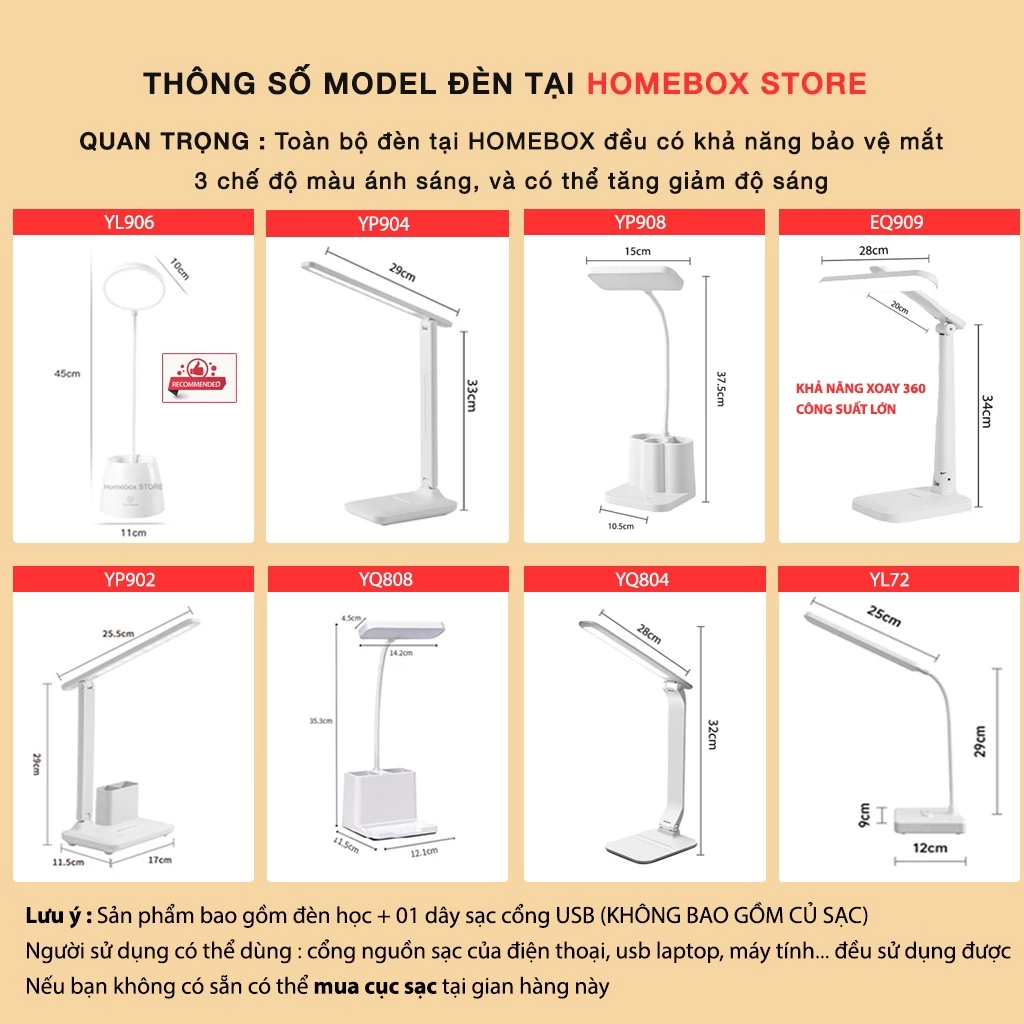 THÔNG SỐ MODEL ĐÈN TẠI HOMEBOX STORE
QUAN TRỌNG : Toàn bộ đèn tại HOMEBOX đều có khả năng bảo vệ mắt
3 chế độ màu ánh sáng, và có thể tăng giảm độ sáng
YL906
10cm
45cm
RECOMMENDED
Homebox STORE
11cm
YP904
29cm
33cm
YP908
15cm
37.5cm
10.5cm
EQ909
28cm
20cm
KHẢ NĂNG XOAY 360
CÔNG SUẤT LỚN
34cm
YP902
25.5cm
29cm
11.5cm
17cm
YQ808
4.5cm
14.2cm
35.3cm
11.5cm
12.1cm
YQ804
28cm
32cm
YL72
25cm
29cm
9cm
12cm
Lưu ý : Sản phẩm bao gồm đèn học + 01 dây sạc cổng USB (KHÔNG BAO GỒM CỦ SẠC)
Người sử dụng có thể dùng : cổng nguồn sạc của điện thoại, usb laptop, máy tính... đều sử dụng được
Nếu bạn không có sẵn có thể mua cục sạc tại gian hàng này